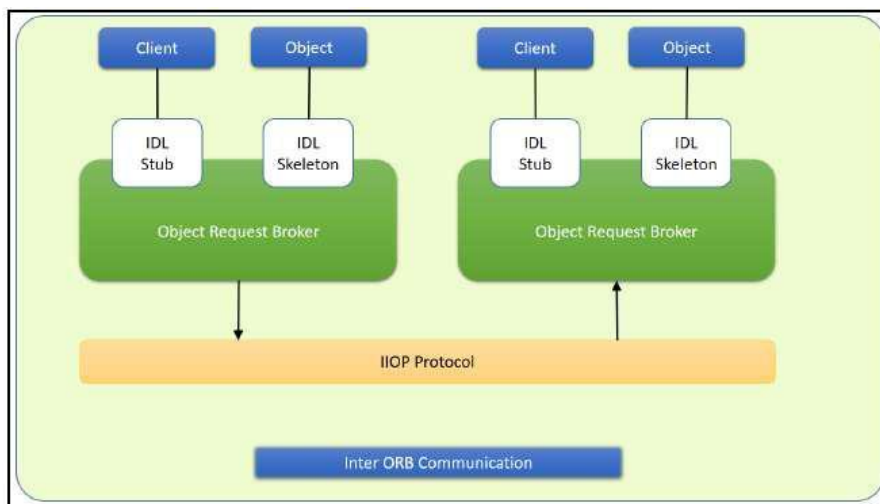 Client
Object
Client
Object
IDL
Stub
IDL
Skeleton
IDL
Stub
IDL
Skeleton
Object Request Broker
Object Request Broker
IIOP Protocol
Inter ORB Communication